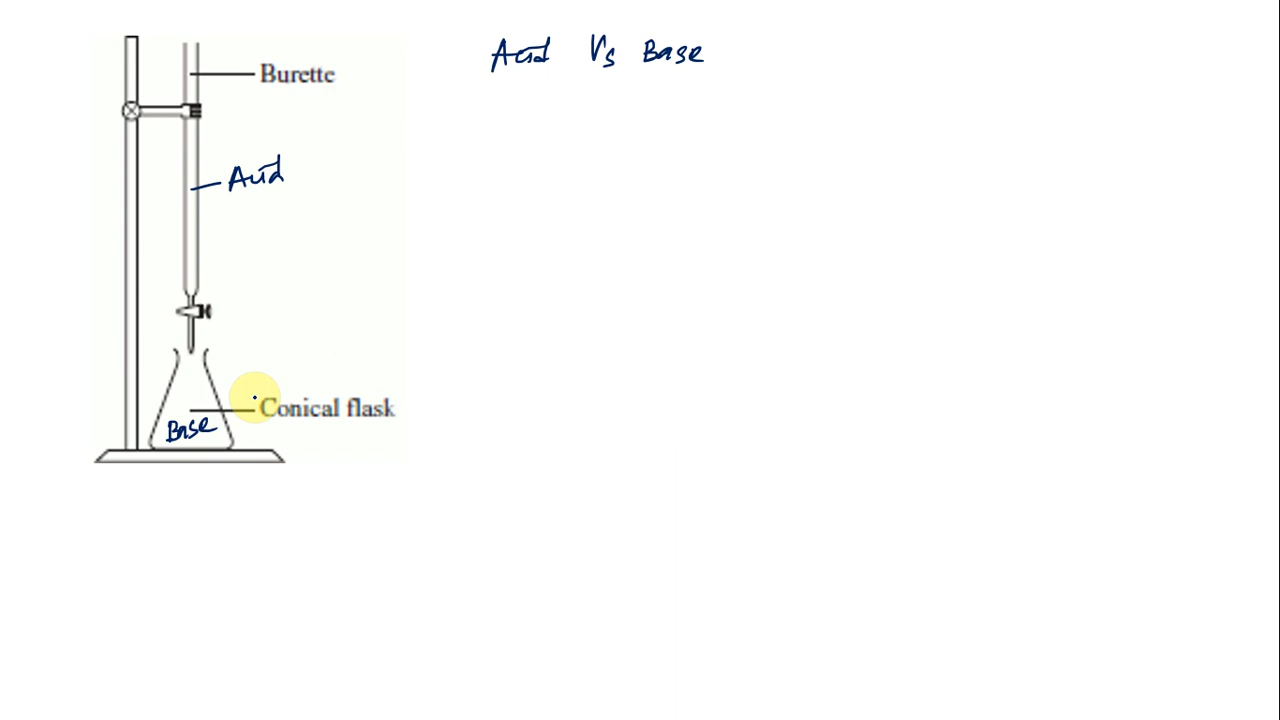 Acid Vs Base
Burette
Acid
Conical flask
Base